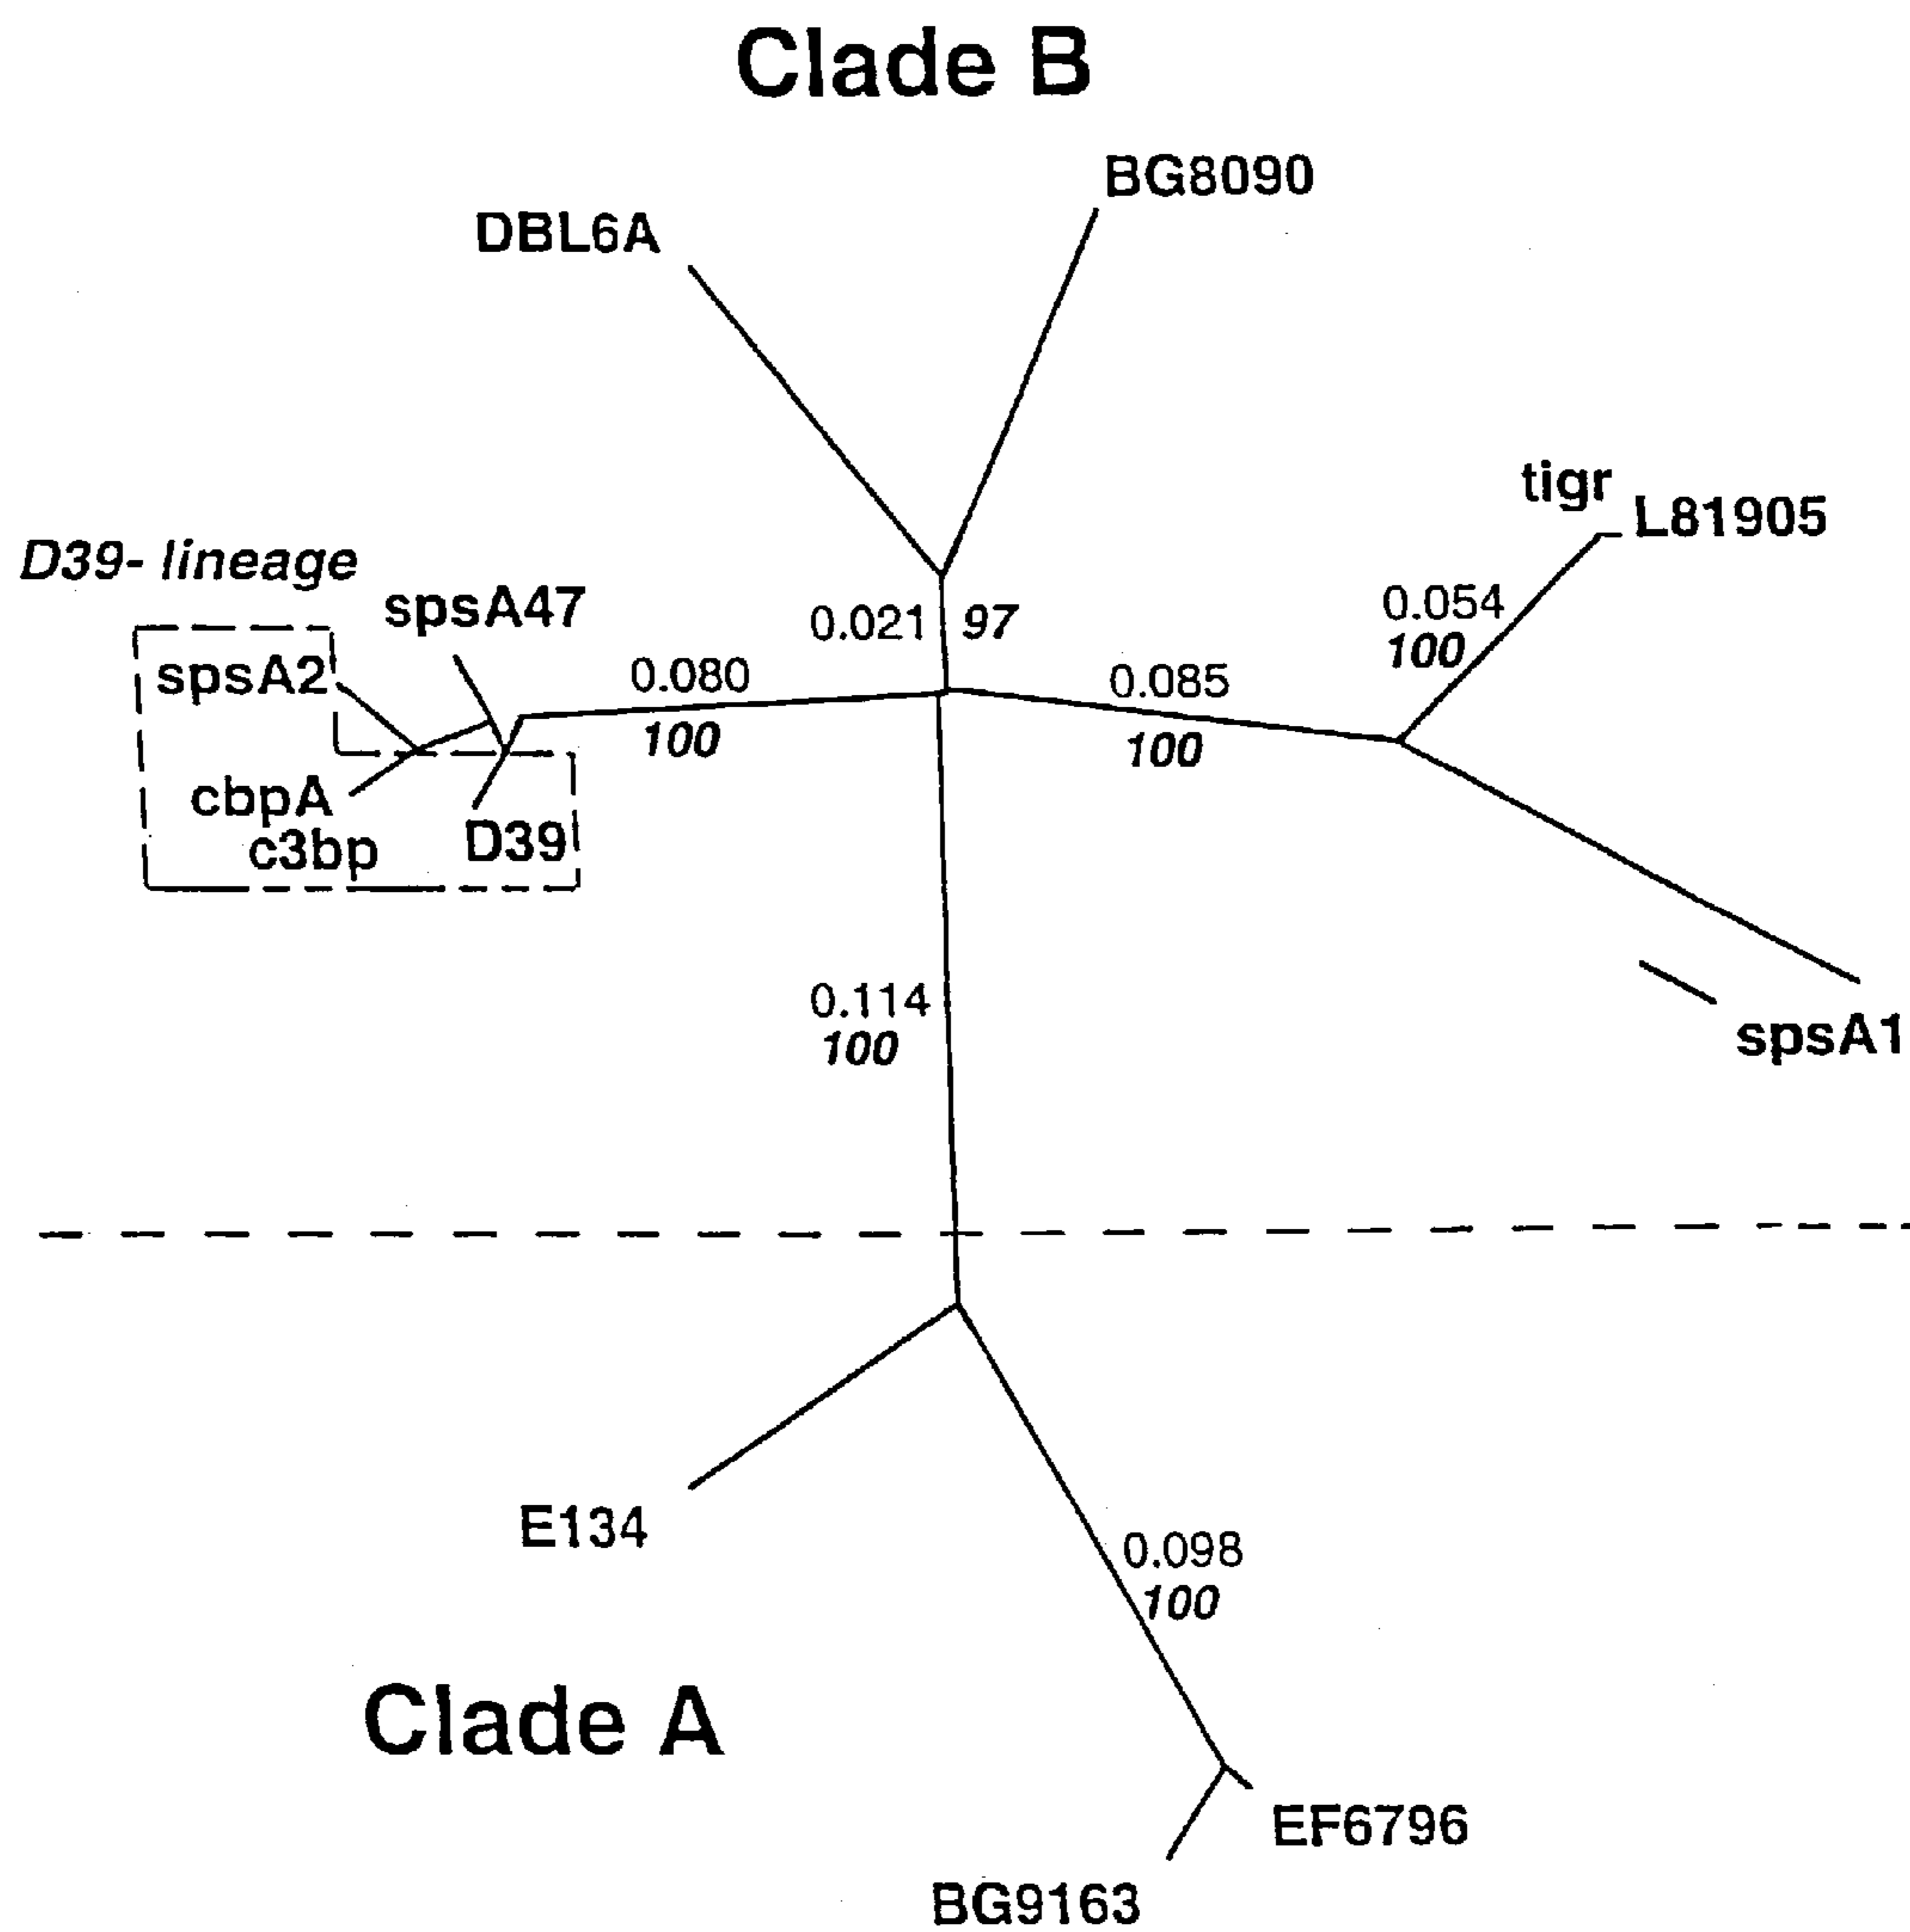 Clade B
BG8090
DBL6A
tigr
L81905
D39- lineage
spsA47
0.054
100
0.021 97
spsA2
0.080
100
0.085
100
cbpA
c3bp
D39
0.114
100
spsA1
E134
0.098
100
Clade A
EF6796
BG9163